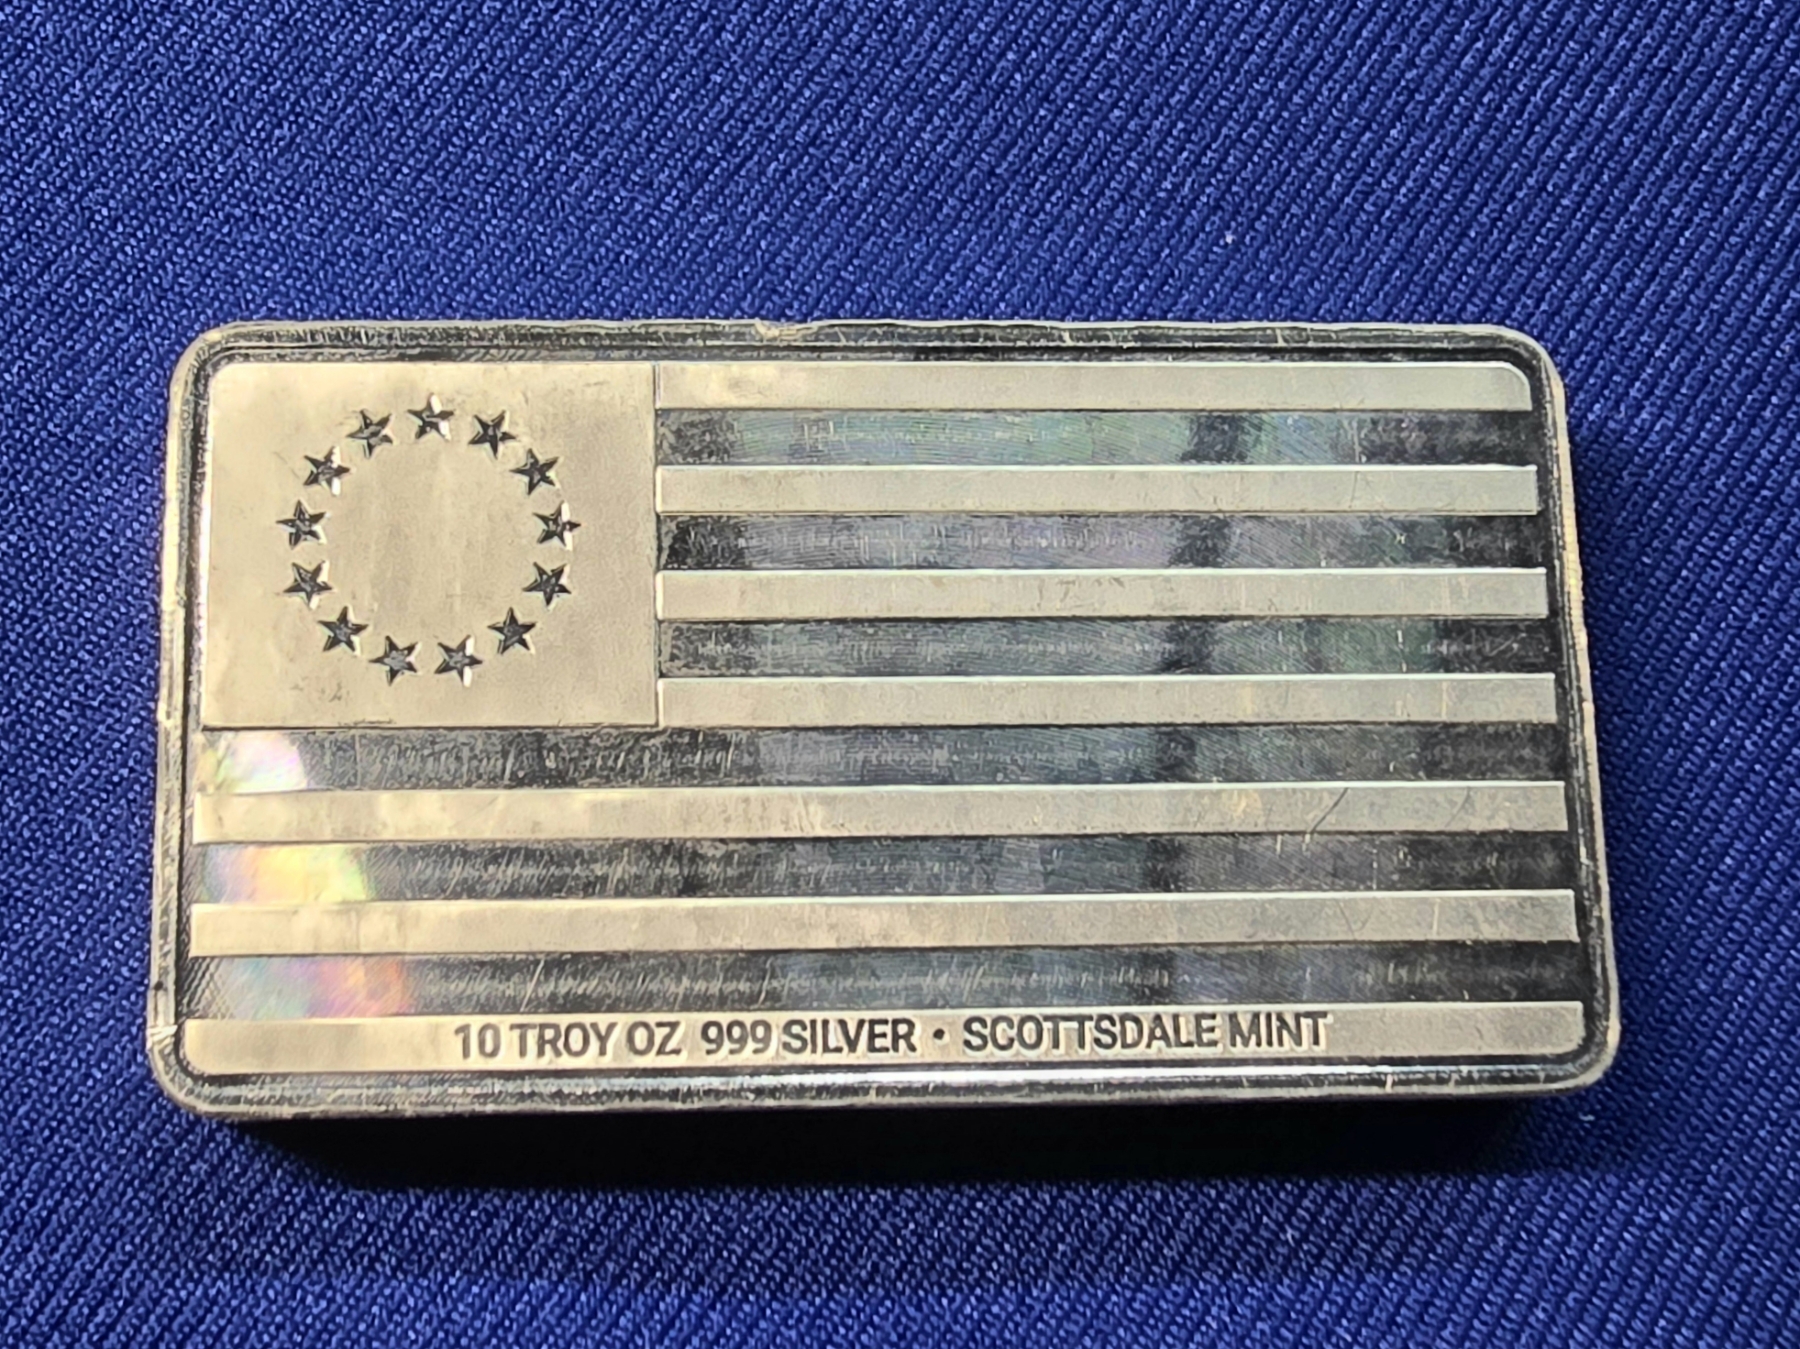 10 TROY OZ 999 SILVER • SCOTTSDALE MINT